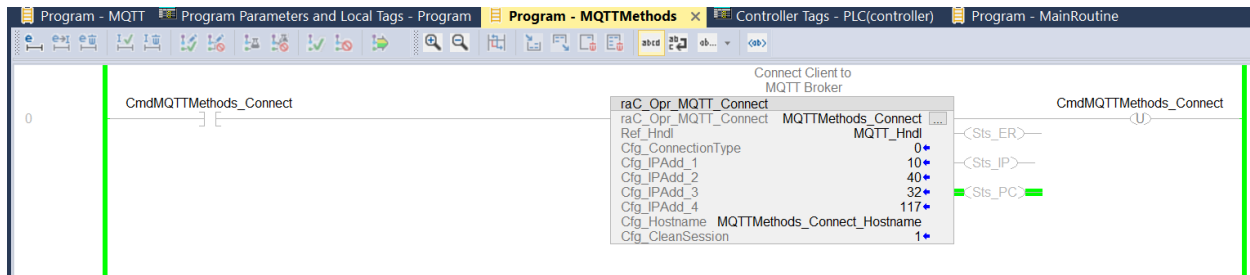 Program - MQTT Program Parameters and Local Tags - Program Program - MQTTMethods × Controller Tags - PLC(controller) Program - MainRoutine
abcd ab...
Connect Client to
MQTT Broker
CmdMQTTMethods_Connect raC_Opr_MQTT_Connect CmdMQTTMethods_Connect
0 raC_Opr_MQTT_Connect MQTTMethods_Connect ... U
Ref_Hndl MQTT_Hndl Sts_ER
Cfg_ConnectionType 0
Cfg_IPAdd_1 10 Sts_IP
Cfg_IPAdd_2 40
Cfg_IPAdd_3 32 Sts_PC
Cfg_IPAdd_4 117
Cfg_Hostname MQTTMethods_Connect_Hostname
Cfg_CleanSession 1